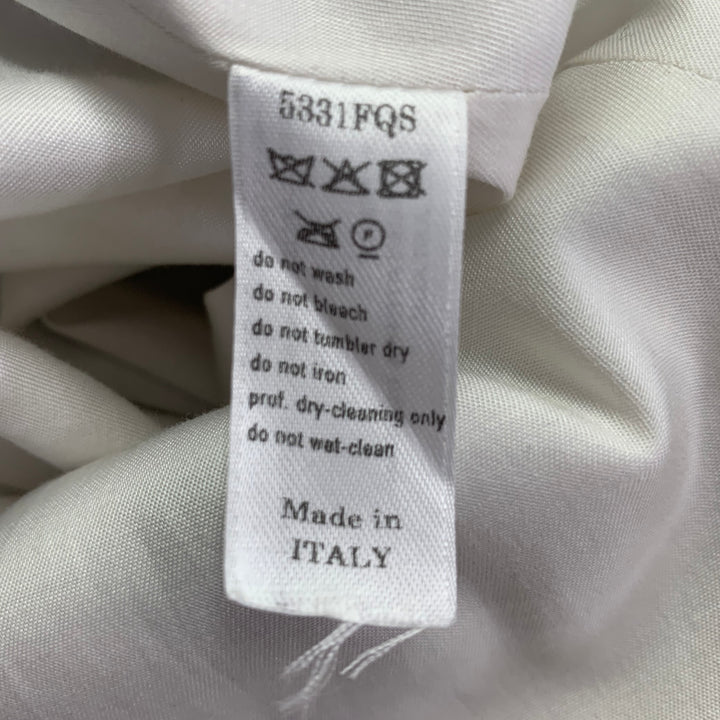 5331FQS
F
do not wash
do not bleach
do not tumbler dry
do not iron
prof. dry-cleaning only
do not wet-clean
Made in
ITALY